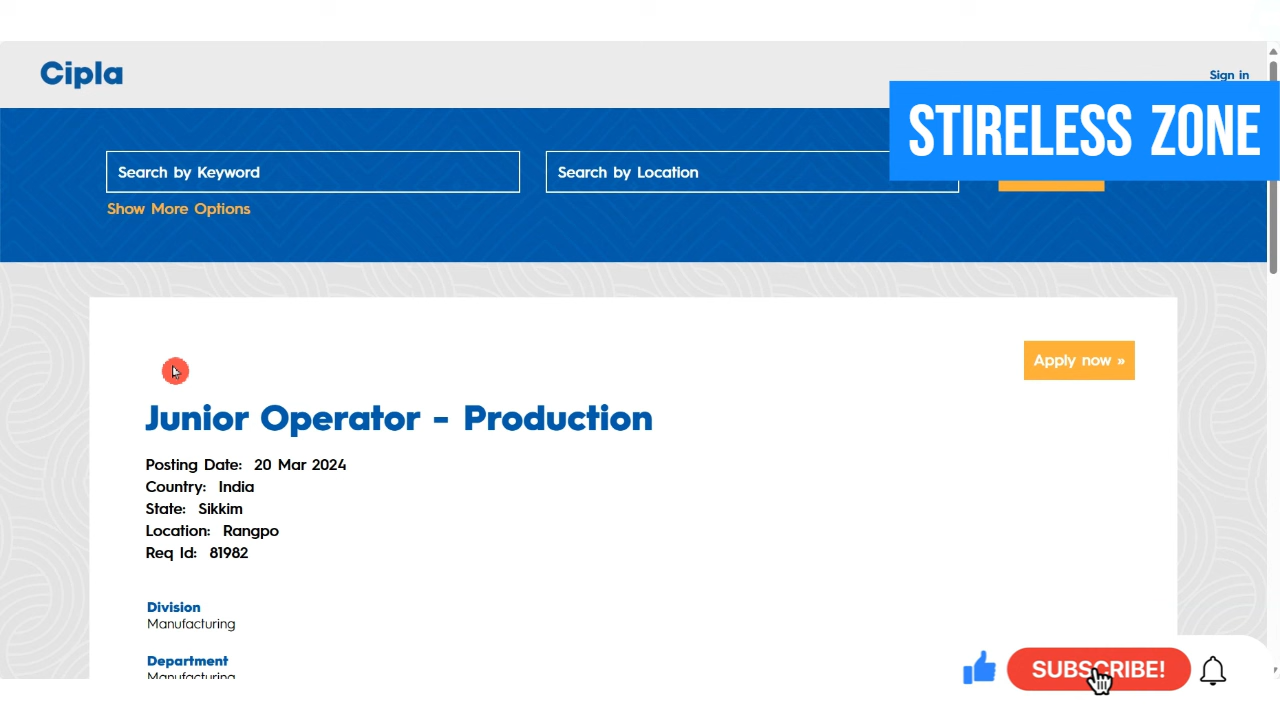 Cipla
Sign in
STIRELESS ZONE
Search by Keyword
Search by Location
Show More Options
Apply now »
Junior Operator - Production
Posting Date: 20 Mar 2024
Country: India
State: Sikkim
Location: Rangpo
Req Id: 81982
Division
Manufacturing
Department
Manufacturing
SUBSCRIBE!